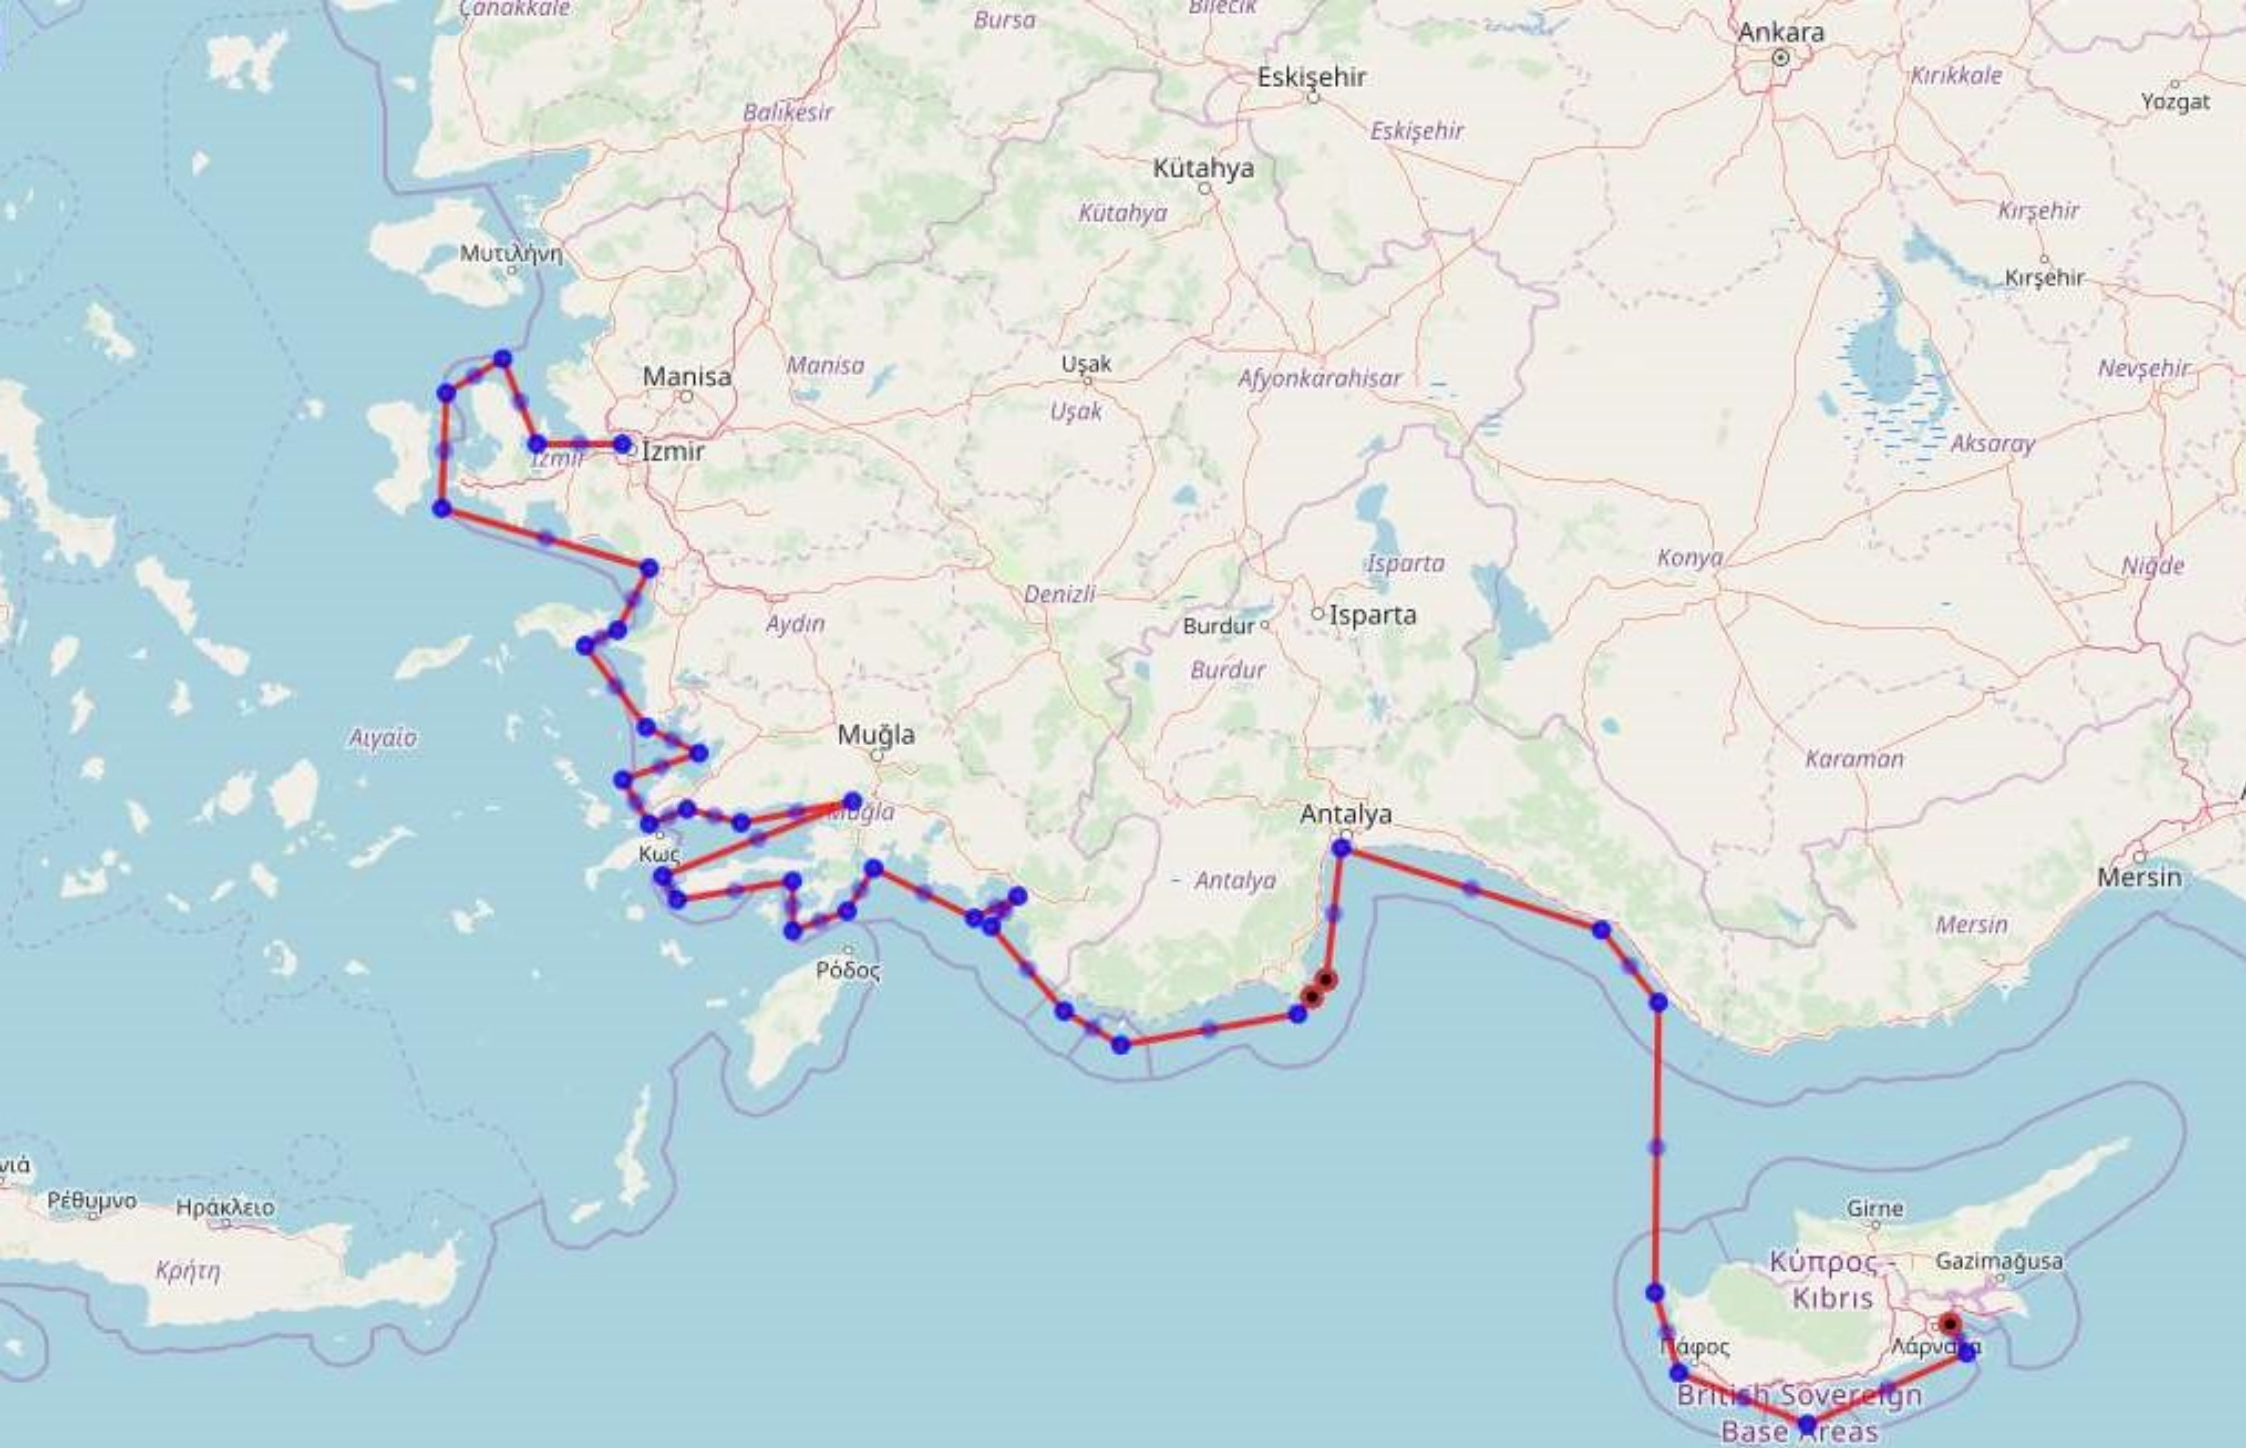 Çanakkale
Bursa
Bilecik
Ankara
Eskişehir
Kırıkkale
Yozgat
Balıkesir
Eskişehir
Kütahya
Kütahya
Kırşehir
Μυτιλήνη
Kırşehir
Manisa
Manisa
Uşak
Afyonkarahisar
Nevşehir
Uşak
İzmir
İzmir
Aksaray
Konya
Isparta
Niğde
Denizli
Aydın
Isparta
Burdur
Burdur
Αιγαίο
Muğla
Karaman
Muğla
Antalya
Κως
- Antalya
Mersin
Mersin
Ρόδος
νιά
Ρέθυμνο
Ηράκλειο
Girne
Κρήτη
Κύπρος -
Kıbrıs
Gazimağusa
Πάφος
Λάρνακα
British Sovereign
Base Areas